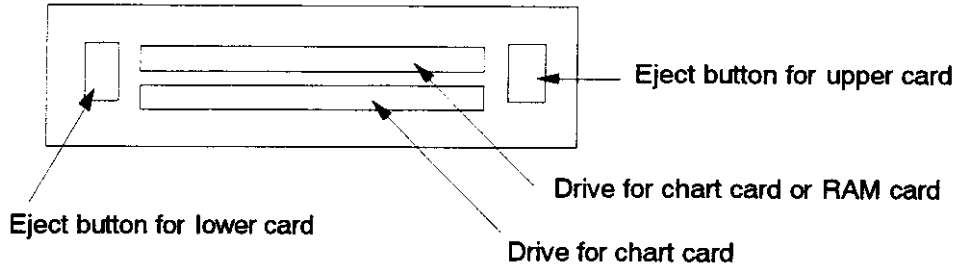 Eject button for upper card
Drive for chart card or RAM card
Eject button for lower card
Drive for chart card